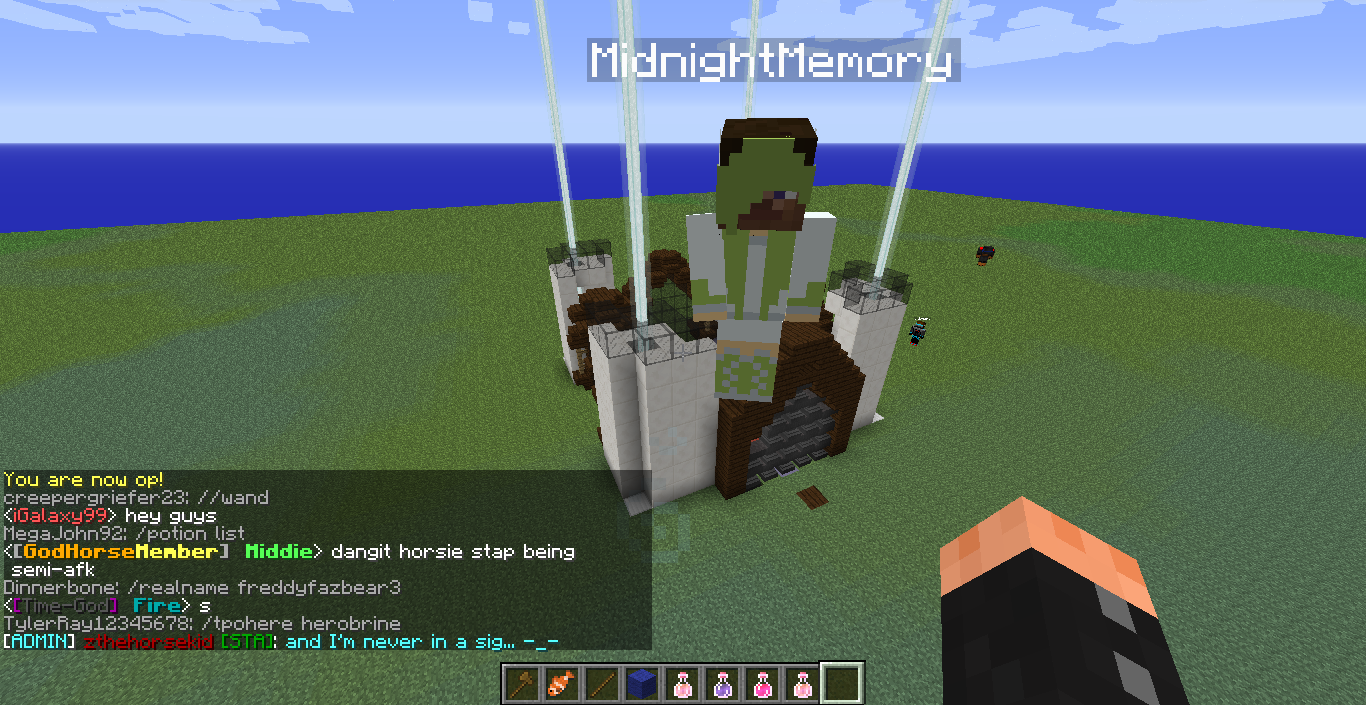 MidnightMemory
You are now op!
creepergriefer23: //wand
<iGalaxy99> hey guys
MegaJohn92: /potion list
<[GodHorseMember] Middie> dangit horsie stap being
semi-afk
Dinnerbone: /realname freddyfazbear3
<[Time-God] Fire> s
TylerRay12345678: /tpohere herobrine
[ADMIN] zthehorsekid [STA]: and I'm never in a sig... -_-